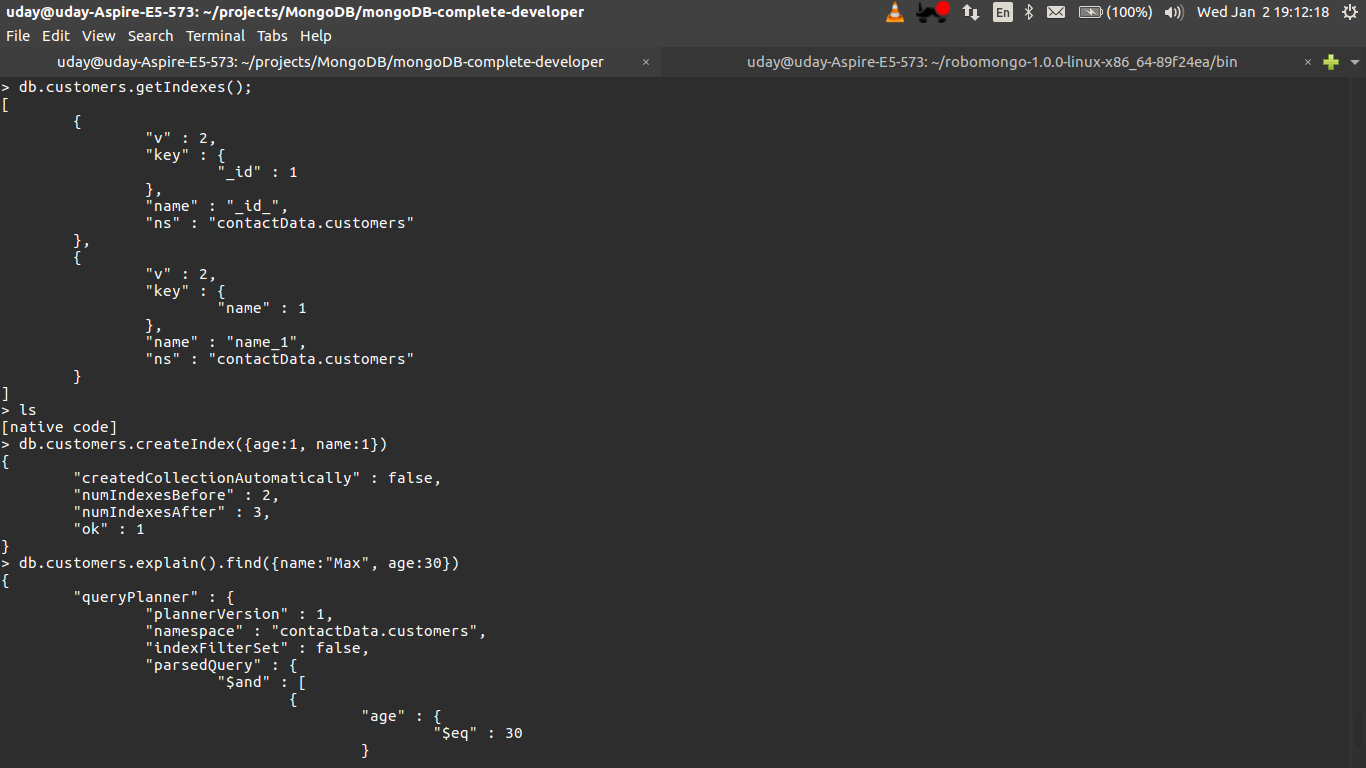 uday@uday-Aspire-E5-573: ~/projects/MongoDB/mongoDB-complete-developer
En (100%) Wed Jan 2 19:12:18
File Edit View Search Terminal Tabs Help
uday@uday-Aspire-E5-573: ~/projects/MongoDB/mongoDB-complete-developer × uday@uday-Aspire-E5-573: ~/robomongo-1.0.0-linux-x86_64-89f24ea/bin ×
> db.customers.getIndexes();
[
        {
                "v" : 2,
                "key" : {
                        "_id" : 1
                },
                "name" : "_id_",
                "ns" : "contactData.customers"
        },
        {
                "v" : 2,
                "key" : {
                        "name" : 1
                },
                "name" : "name_1",
                "ns" : "contactData.customers"
        }
]
> ls
[native code]
> db.customers.createIndex({age:1, name:1})
{
        "createdCollectionAutomatically" : false,
        "numIndexesBefore" : 2,
        "numIndexesAfter" : 3,
        "ok" : 1
}
> db.customers.explain().find({name:"Max", age:30})
{
        "queryPlanner" : {
                "plannerVersion" : 1,
                "namespace" : "contactData.customers",
                "indexFilterSet" : false,
                "parsedQuery" : {
                        "$and" : [
                                {
                                        "age" : {
                                                "$eq" : 30
                                        }